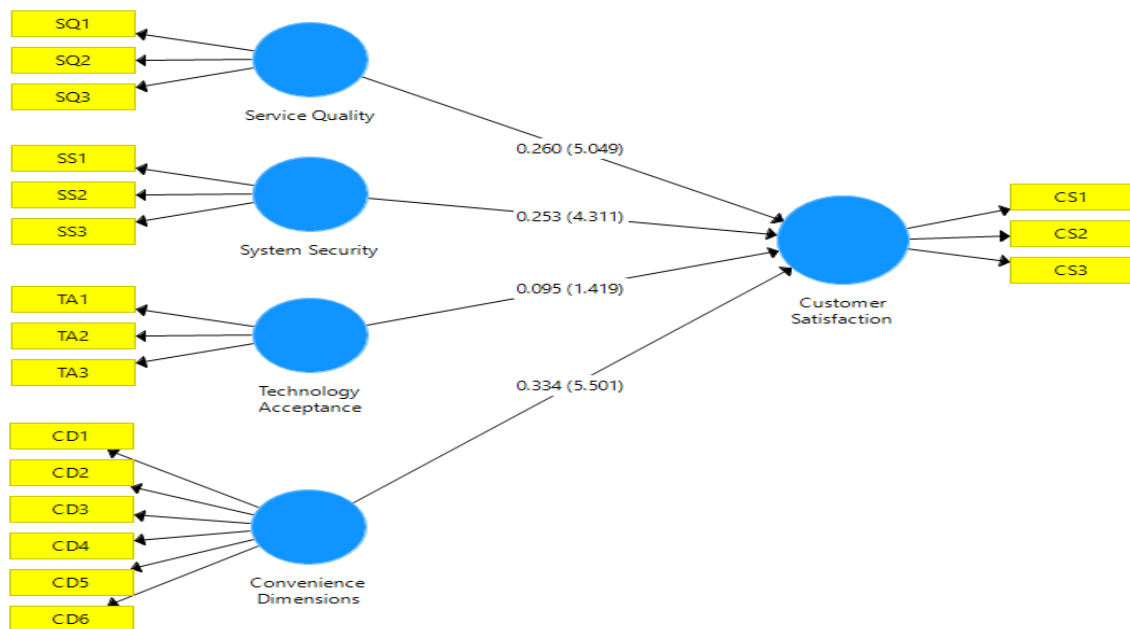 SQ1
SQ2
SQ3
Service Quality
SS1
SS2
SS3
System Security
TA1
TA2
TA3
Technology
Acceptance
CD1
CD2
CD3
CD4
CD5
CD6
Convenience
Dimensions
0.260 (5.049)
0.253 (4.311)
0.095 (1.419)
0.334 (5.501)
Customer
Satisfaction
CS1
CS2
CS3